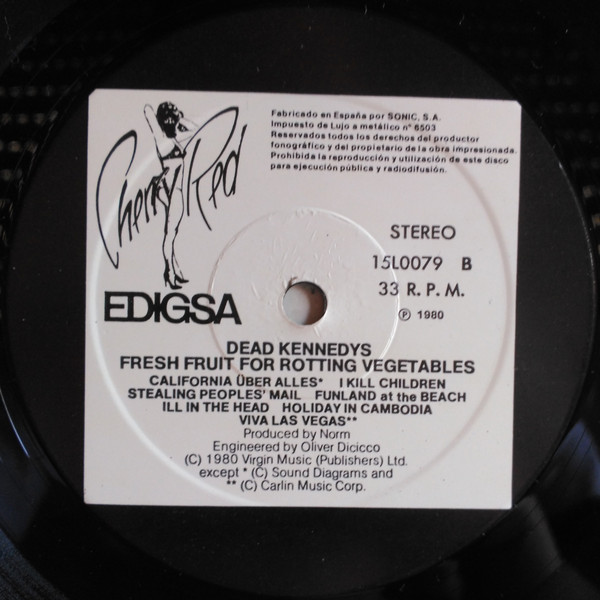 Cherry Red
EDIGSA
Fabricado en España por SONIC, S.A.
Impuesto de Lujo a metálico nº 6503
Reservados todos los derechos del productor
fonográfico y del propietario de la obra impresionada.
Prohibida la reproducción y utilización de este disco
para ejecución pública y radiodifusión.
STEREO
15L0079 B
33 R. P. M.
℗ 1980
DEAD KENNEDYS
FRESH FRUIT FOR ROTTING VEGETABLES
CALIFORNIA ÜBER ALLES* I KILL CHILDREN
STEALING PEOPLES' MAIL FUNLAND at the BEACH
ILL IN THE HEAD HOLIDAY IN CAMBODIA
VIVA LAS VEGAS**
Produced by Norm
Engineered by Oliver Dicicco
(C) 1980 Virgin Music (Publishers) Ltd.
except * (C) Sound Diagrams and
** (C) Carlin Music Corp.